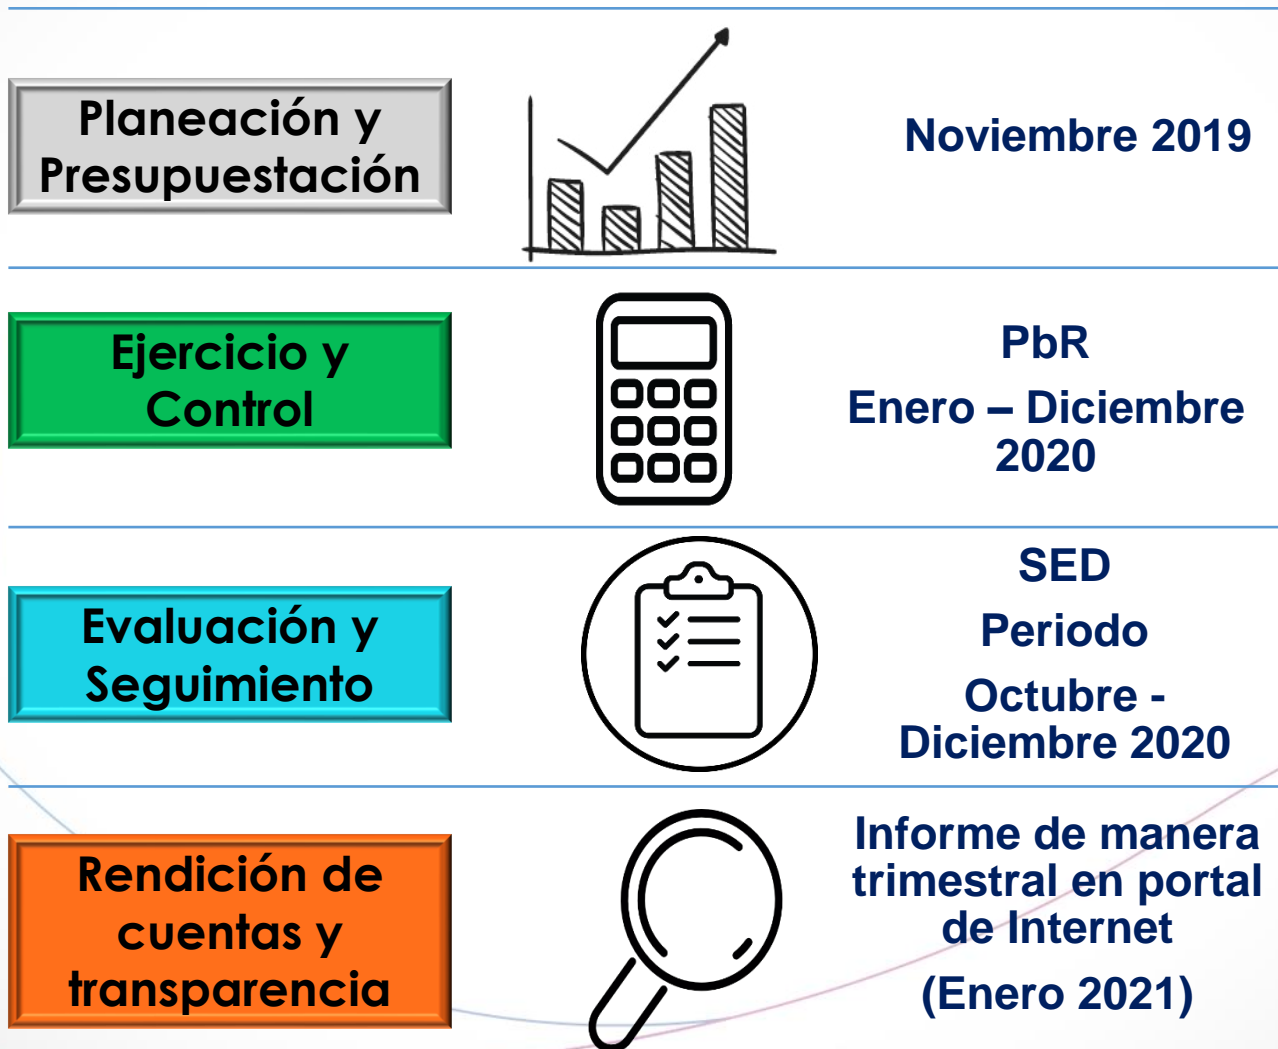 Planeación y
Presupuestación
Noviembre 2019
Ejercicio y
Control
PbR
Enero – Diciembre
2020
Evaluación y
Seguimiento
SED
Periodo
Octubre -
Diciembre 2020
Rendición de
cuentas y
transparencia
Informe de manera
trimestral en portal
de Internet
(Enero 2021)